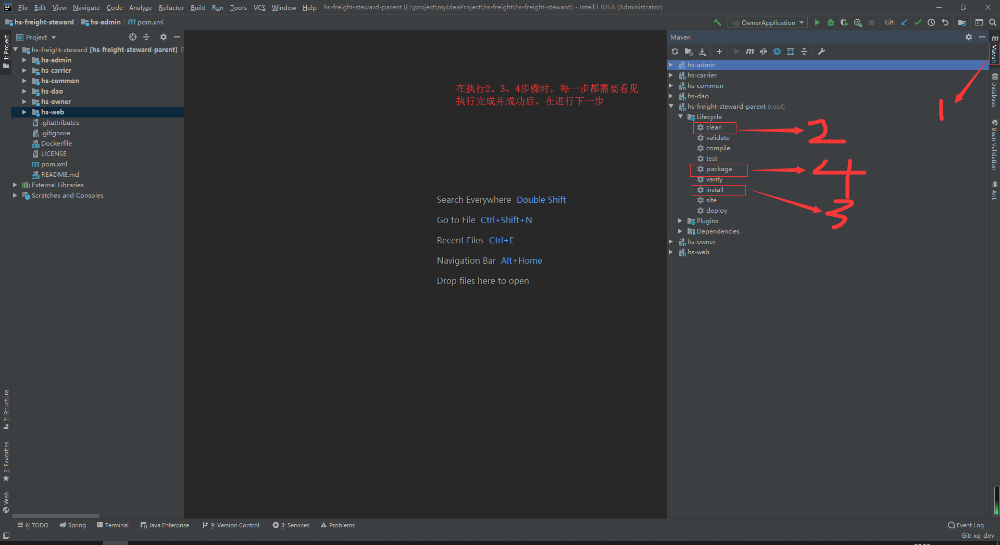 File Edit View Navigate Code Analyze Refactor Build Run Tools VCS Window Help hs-freight-steward-parent [E:\project\myIdeaProject\hs-freight\hs-freight-steward] - IntelliJ IDEA (Administrator)
hs-freight-steward hs-admin pom.xml
OwnerApplication
Git:
1: Project
Project
hs-freight-steward [hs-freight-steward-parent] E
hs-admin
hs-carrier
hs-common
hs-dao
hs-owner
hs-web
.gitattributes
.gitignore
Dockerfile
LICENSE
pom.xml
README.md
External Libraries
Scratches and Consoles
在执行2、3、4步骤时，每一步都需要看见
执行完成并成功后，在进行下一步
Search Everywhere Double Shift
Go to File Ctrl+Shift+N
Recent Files Ctrl+E
Navigation Bar Alt+Home
Drop files here to open
Maven
hs-admin
hs-carrier
hs-common
hs-dao
hs-freight-steward-parent (root)
Lifecycle
clean
validate
compile
test
package
verify
install
site
deploy
Plugins
Dependencies
hs-owner
hs-web
1
2
4
3
Maven
Database
Bean Validation
Ant
7: Structure
2: Favorites
Web
6: TODO Spring Terminal Java Enterprise 9: Version Control 8: Services Problems
Event Log
Git: xq_dev